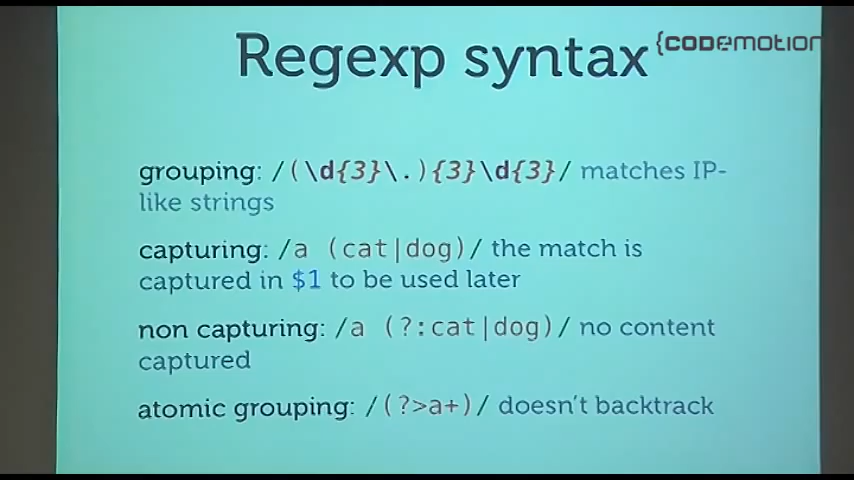 Regexp syntax
{CODEMOTION
grouping: /(\d{3}\.){3}\d{3}/ matches IP-
like strings
capturing: /a (cat|dog)/ the match is
captured in $1 to be used later
non capturing: /a (?:cat|dog)/ no content
captured
atomic grouping: /(?>a+)/ doesn't backtrack